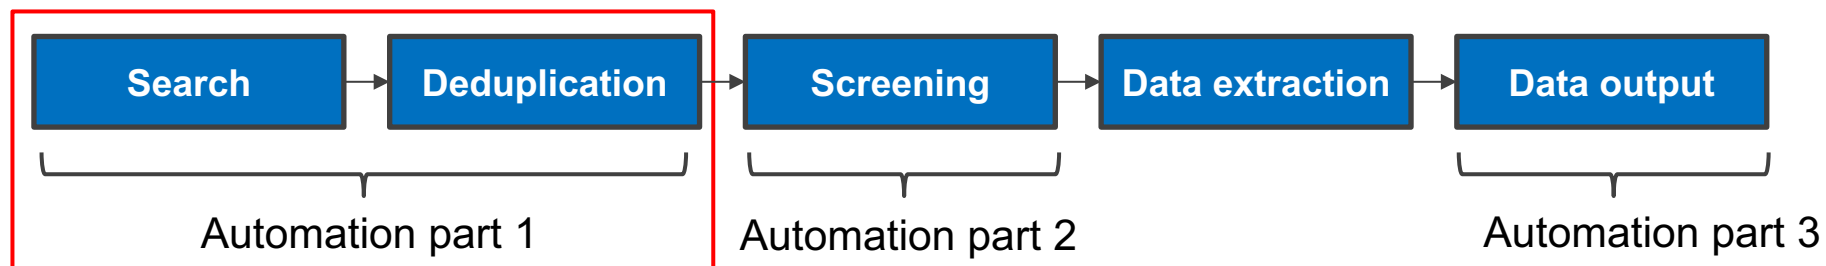 Search
Deduplication
Screening
Data extraction
Data output
Automation part 1
Automation part 2
Automation part 3